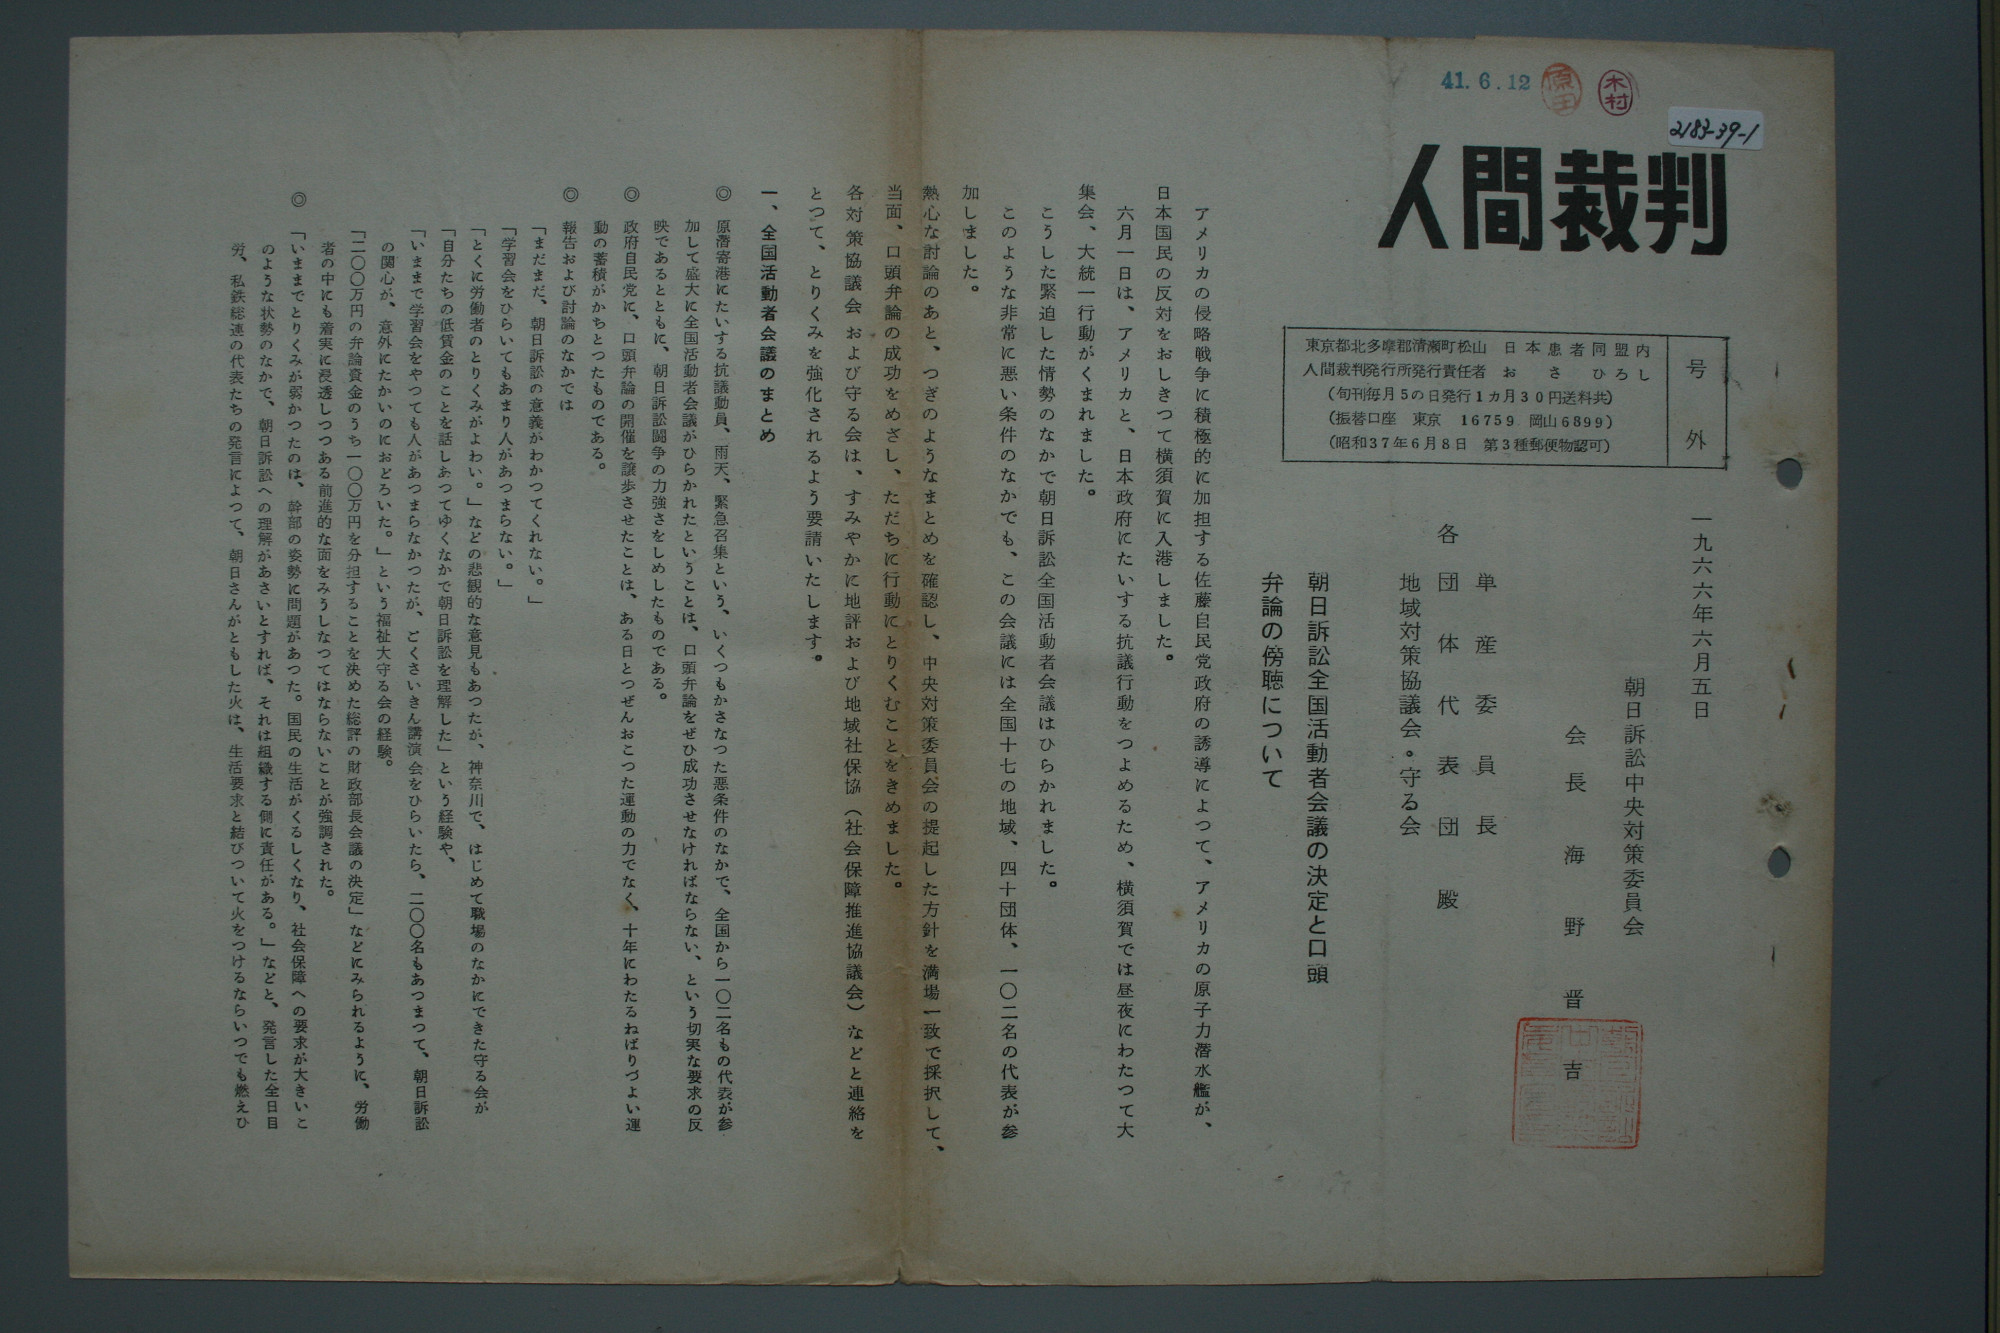 41. 6. 12
原田
木村
2183-39-1
人間裁判
号外
東京都北多摩郡清瀬町松山 日本患者同盟内
人間裁判発行所発行責任者 おさ ひろし
(旬刊毎月5の日発行1カ月30円送料共)
(振替口座 東京 16759 岡山6899)
(昭和37年6月8日 第3種郵便物認可)
一九六六年六月五日
朝日訴訟中央対策委員会
会長 海野晋吉
単産委員長
各団体代表団殿
地域対策協議会・守る会
朝日訴訟全国活動者会議の決定と口頭
弁論の傍聴について
アメリカの侵略戦争に積極的に加担する佐藤自民党政府の誘導によつて、アメリカの原子力潜水艦が、
日本国民の反対をおしきつて横須賀に入港しました。
六月一日は、アメリカと、日本政府にたいする抗議行動をつよめるため、横須賀では昼夜にわたつて大
集会、大統一行動がくまれました。
こうした緊迫した情勢のなかで朝日訴訟全国活動者会議はひらかれました。
このような非常に悪い条件のなかでも、この会議には全国十七の地域、四十団体、一〇二名の代表が参
加しました。
熱心な討論のあと、つぎのようなまとめを確認し、中央対策委員会の提起した方針を満場一致で採択して、
当面、口頭弁論の成功をめざし、ただちに行動にとりくむことをきめました。
各対策協議会および守る会は、すみやかに地評および地域社保協(社会保障推進協議会)などと連絡を
とつて、とりくみを強化されるよう要請いたします。
一、全国活動者会議のまとめ
◎ 原潜寄港にたいする抗議動員、雨天、緊急召集という、いくつもかさなつた悪条件のなかで、全国から一〇二名もの代表が参
加して盛大に全国活動者会議がひらかれたということは、口頭弁論をぜひ成功させなければならない、という切実な要求の反
映であるとともに、朝日訴訟闘争の力強さをしめしたものである。
◎ 政府自民党に、口頭弁論の開催を譲歩させたことは、ある日とつぜんおこつた運動の力でなく、十年にわたるねばりづよい運
動の蓄積がかちとつたものである。
◎ 報告および討論のなかでは
「まだまだ、朝日訴訟の意義がわかつてくれない。」
「学習会をひらいてもあまり人があつまらない。」
「とくに労働者のとりくみがよわい。」などの悲観的な意見もあつたが、神奈川で、はじめて職場のなかにできた守る会が
「自分たちの低賃金のことを話しあつてゆくなかで朝日訴訟を理解した」という経験や、
「いままで学習会をやつても人があつまらなかつたが、ごくさいきん講演会をひらいたら、二〇〇名もあつまつて、朝日訴訟
の関心が、意外にたかいのにおどろいた。」という福祉大守る会の経験。
「二〇〇万円の弁論資金のうち一〇〇万円を分担することを決めた総評の財政部長会議の決定」などにみられるように、労働
者の中にも着実に浸透しつつある前進的な面をみうしなつてはならないことが強調された。
◎ 「いままでとりくみが弱かつたのは、幹部の姿勢に問題があつた。国民の生活がくるしくなり、社会保障への要求が大きいこ
のような状勢のなかで、朝日訴訟への理解があさいとすれば、それは組織する側に責任がある。」などと、発言した全日自
労、私鉄総連の代表たちの発言によつて、朝日さんがともした火は、生活要求と結びついて火をつけるならいつでも燃えひ